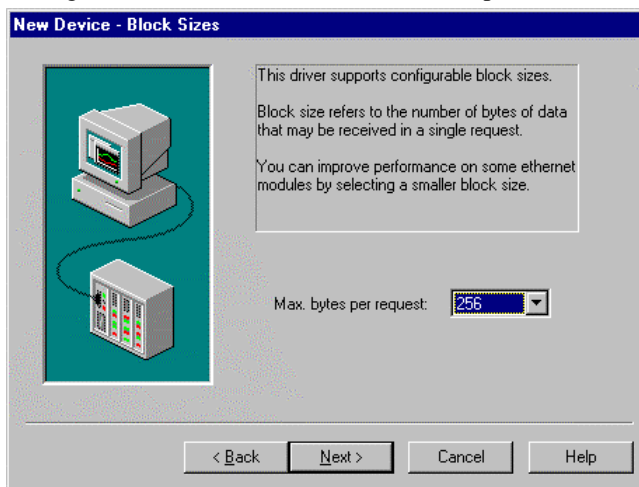 New Device - Block Sizes
This driver supports configurable block sizes.
Block size refers to the number of bytes of data
that may be received in a single request.
You can improve performance on some ethernet
modules by selecting a smaller block size.
Max. bytes per request: 256
< Back Next > Cancel Help